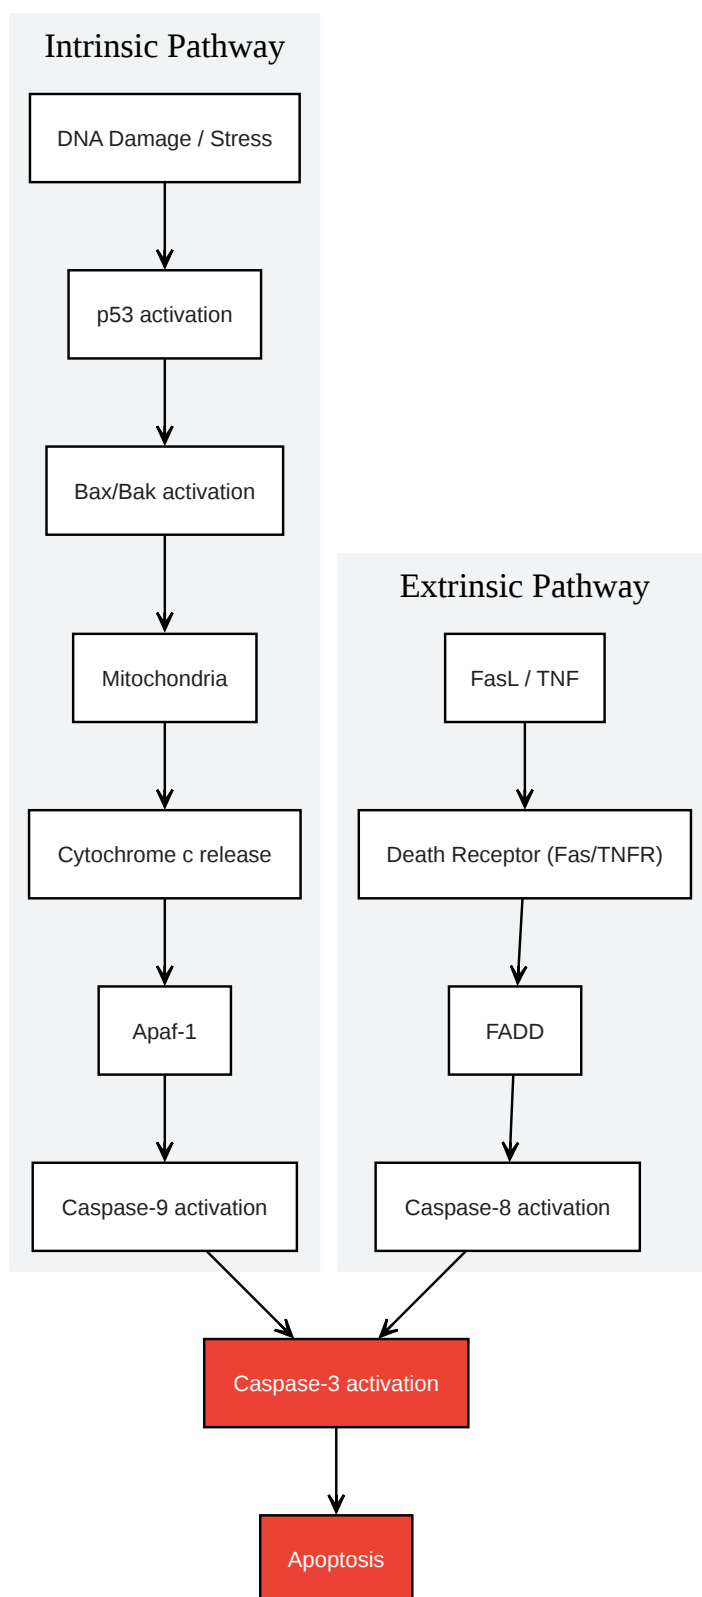 Intrinsic Pathway
DNA Damage / Stress
p53 activation
Bax/Bak activation
Mitochondria
Cytochrome c release
Apaf-1
Caspase-9 activation
Extrinsic Pathway
FasL / TNF
Death Receptor (Fas/TNFR)
FADD
Caspase-8 activation
Caspase-3 activation
Apoptosis